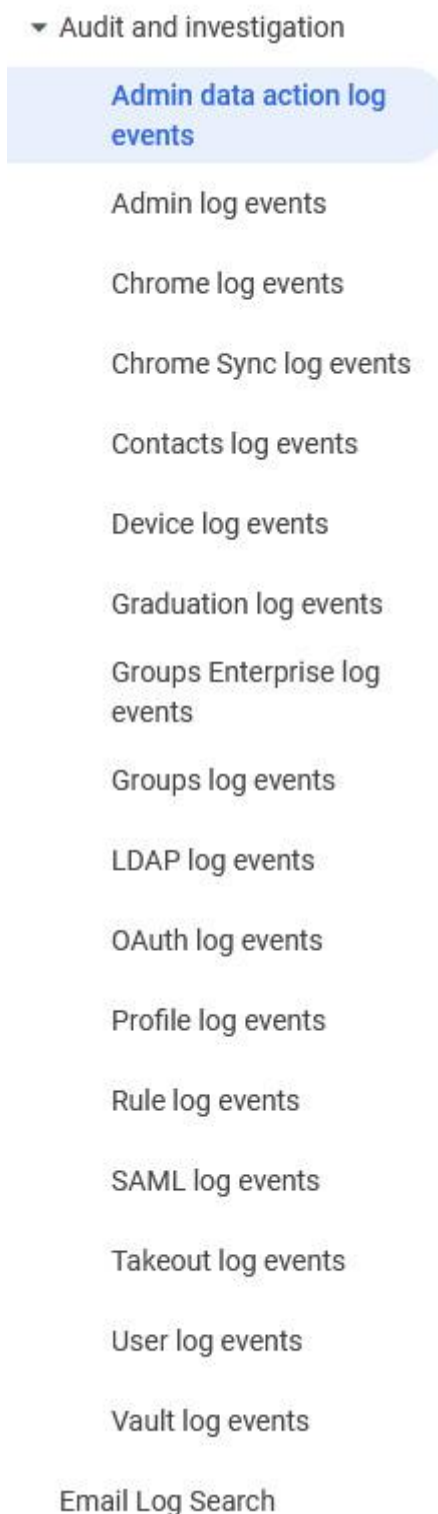 Audit and investigation
Admin data action log
events
Admin log events
Chrome log events
Chrome Sync log events
Contacts log events
Device log events
Graduation log events
Groups Enterprise log
events
Groups log events
LDAP log events
OAuth log events
Profile log events
Rule log events
SAML log events
Takeout log events
User log events
Vault log events
Email Log Search